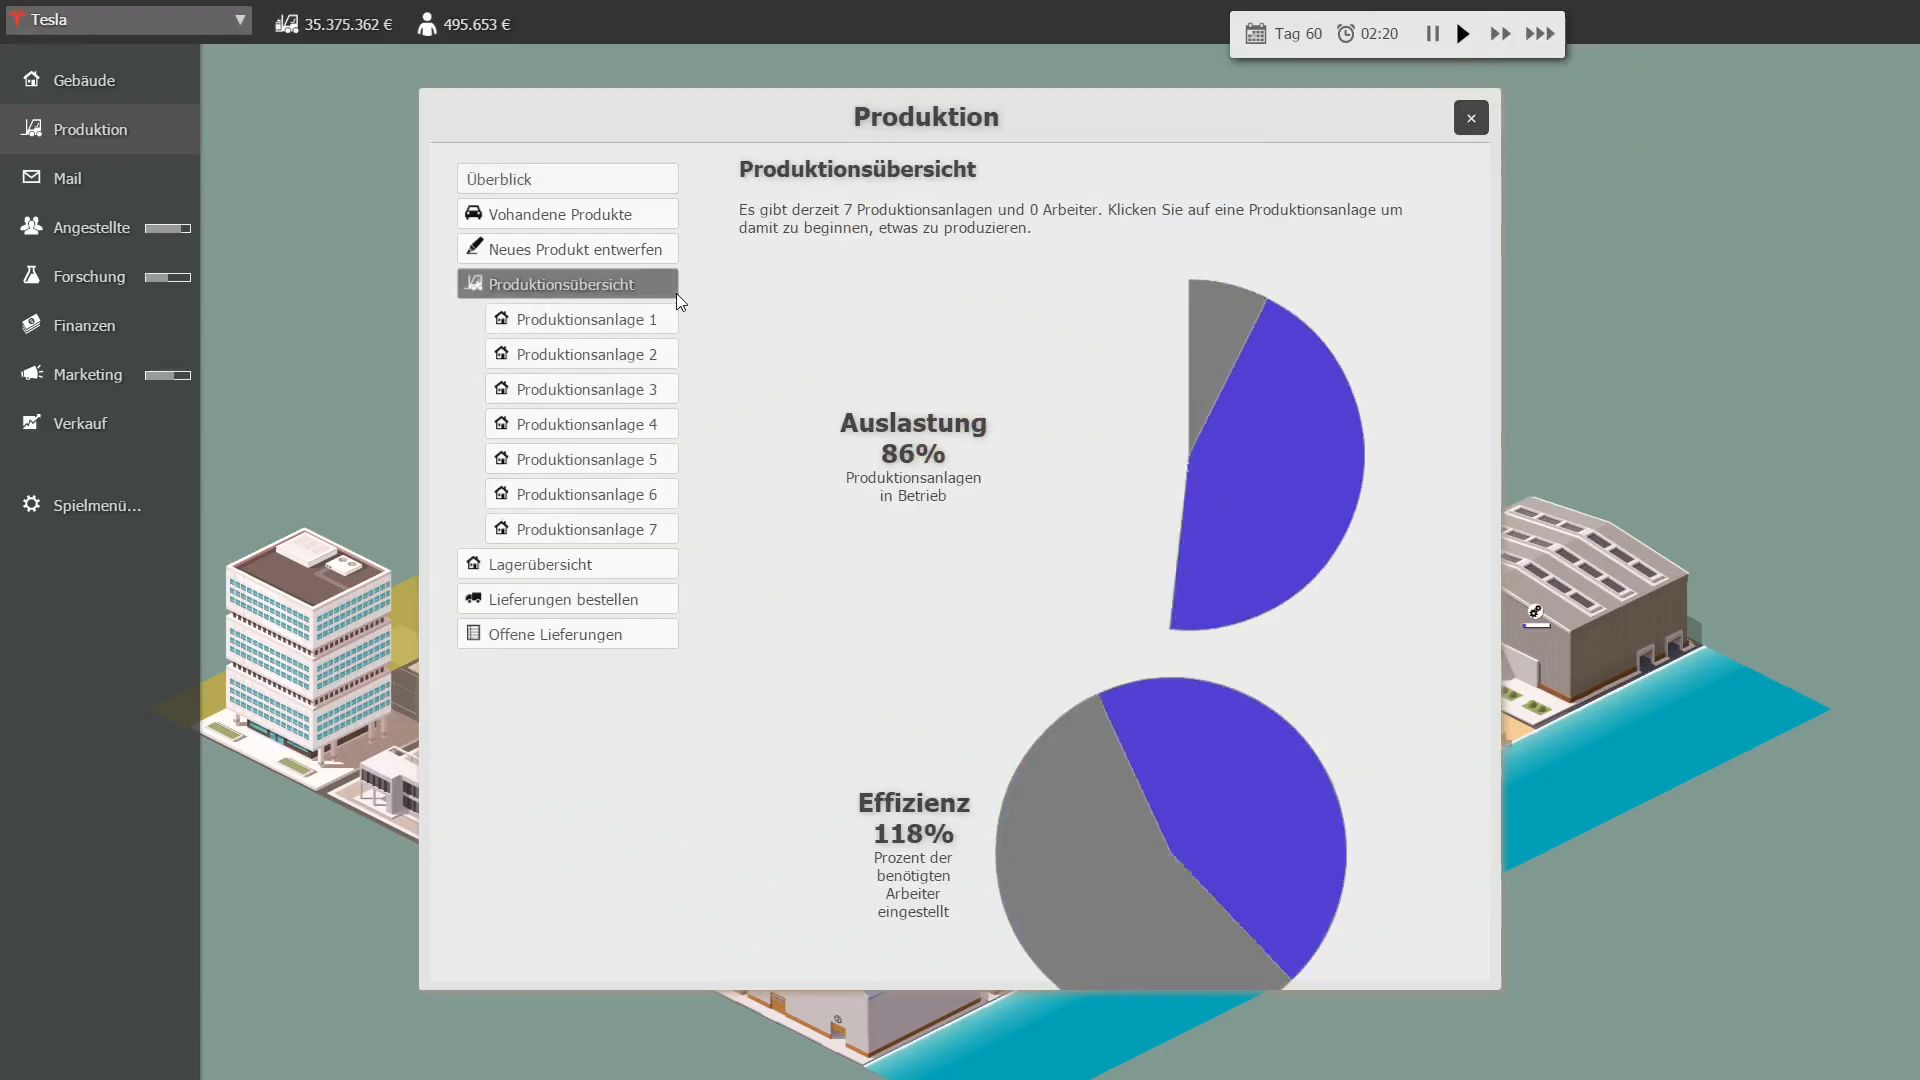 Tesla
35.375.362 €
495.653 €
Tag 60
02:20
Gebäude
Produktion
Mail
Angestellte
Forschung
Finanzen
Marketing
Verkauf
Spielmenü...
Produktion
×
Überblick
Vohandene Produkte
Neues Produkt entwerfen
Produktionsübersicht
Produktionsanlage 1
Produktionsanlage 2
Produktionsanlage 3
Produktionsanlage 4
Produktionsanlage 5
Produktionsanlage 6
Produktionsanlage 7
Lagerübersicht
Lieferungen bestellen
Offene Lieferungen
Produktionsübersicht
Es gibt derzeit 7 Produktionsanlagen und 0 Arbeiter. Klicken Sie auf eine Produktionsanlage um
damit zu beginnen, etwas zu produzieren.
Auslastung
86%
Produktionsanlagen
in Betrieb
Effizienz
118%
Prozent der
benötigten
Arbeiter
eingestellt